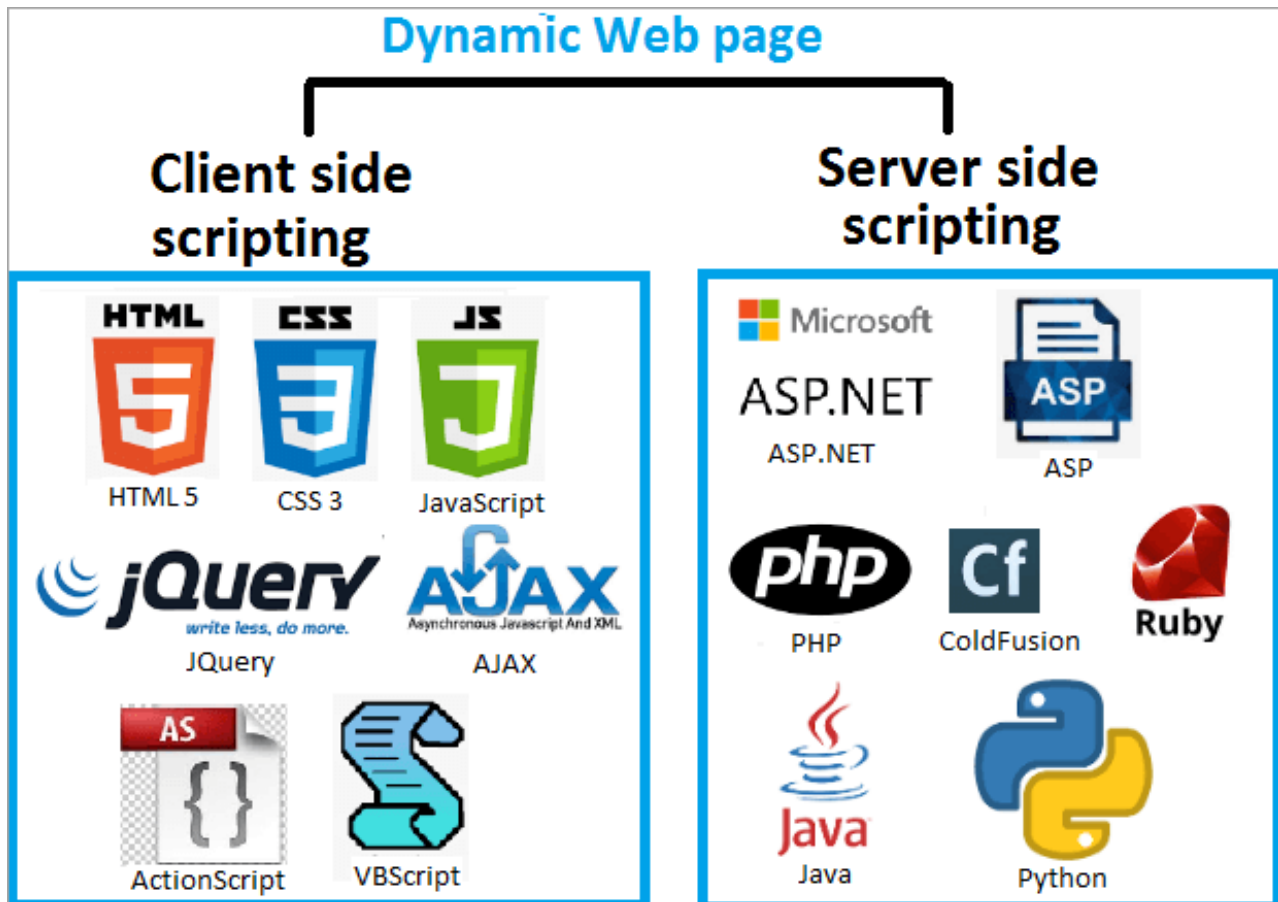 Dynamic Web page
Client side
scripting
HTML
CSS
JS
5
3
J
HTML 5
CSS 3
JavaScript
jQuery
write less, do more.
JQuery
AJAX
Asynchronous Javascript And XML
AJAX
AS
{}
ActionScript
VBScript
Server side
scripting
Microsoft
ASP.NET
ASP.NET
ASP
ASP
php
PHP
Cf
ColdFusion
Ruby
Java
Java
Python